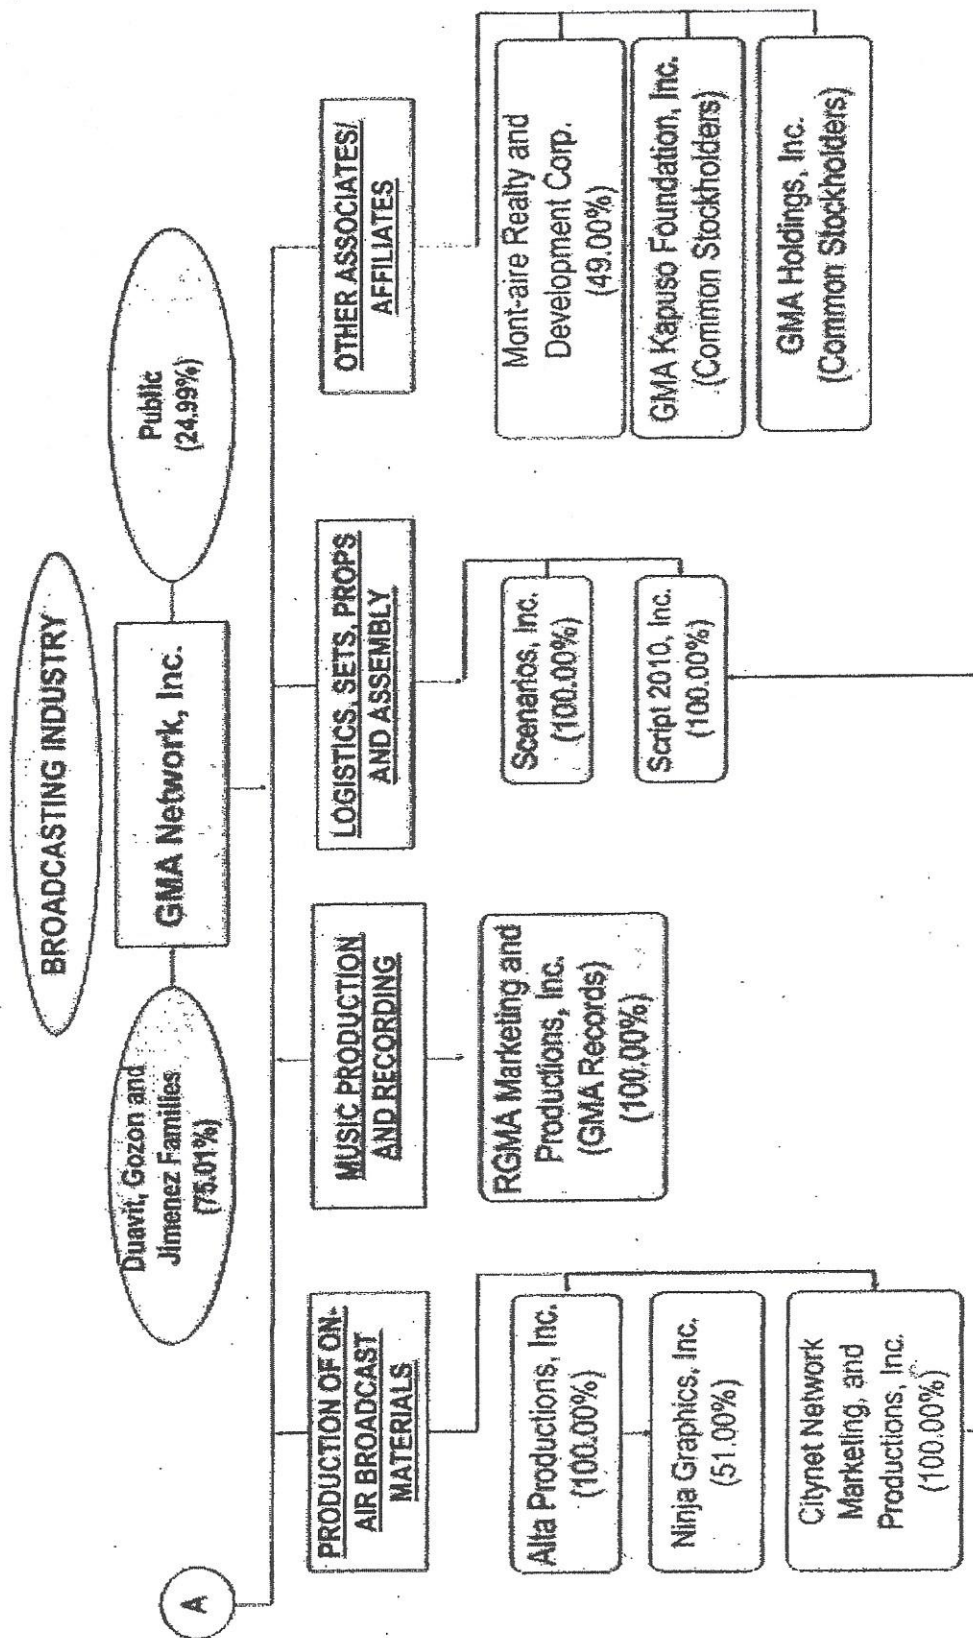 BROADCASTING INDUSTRY
Duavit, Gozon and
Jimenez Families
(75.01%)
GMA Network, Inc.
Public
(24.99%)
A
PRODUCTION OF ON-
AIR BROADCAST
MATERIALS
MUSIC PRODUCTION
AND RECORDING
LOGISTICS, SETS, PROPS
AND ASSEMBLY
OTHER ASSOCIATES/
AFFILIATES
Alta Productions, Inc.
(100.00%)
Ninja Graphics, Inc.
(51.00%)
Citynet Network
Marketing, and
Productions, Inc.
(100.00%)
RGMA Marketing and
Productions, Inc.
(GMA Records)
(100.00%)
Scenarios, Inc.
(100.00%)
Script 2010, Inc.
(100.00%)
Mont-aire Realty and
Development Corp.
(49.00%)
GMA Kapuso Foundation, Inc.
(Common Stockholders)
GMA Holdings, Inc.
(Common Stockholders)